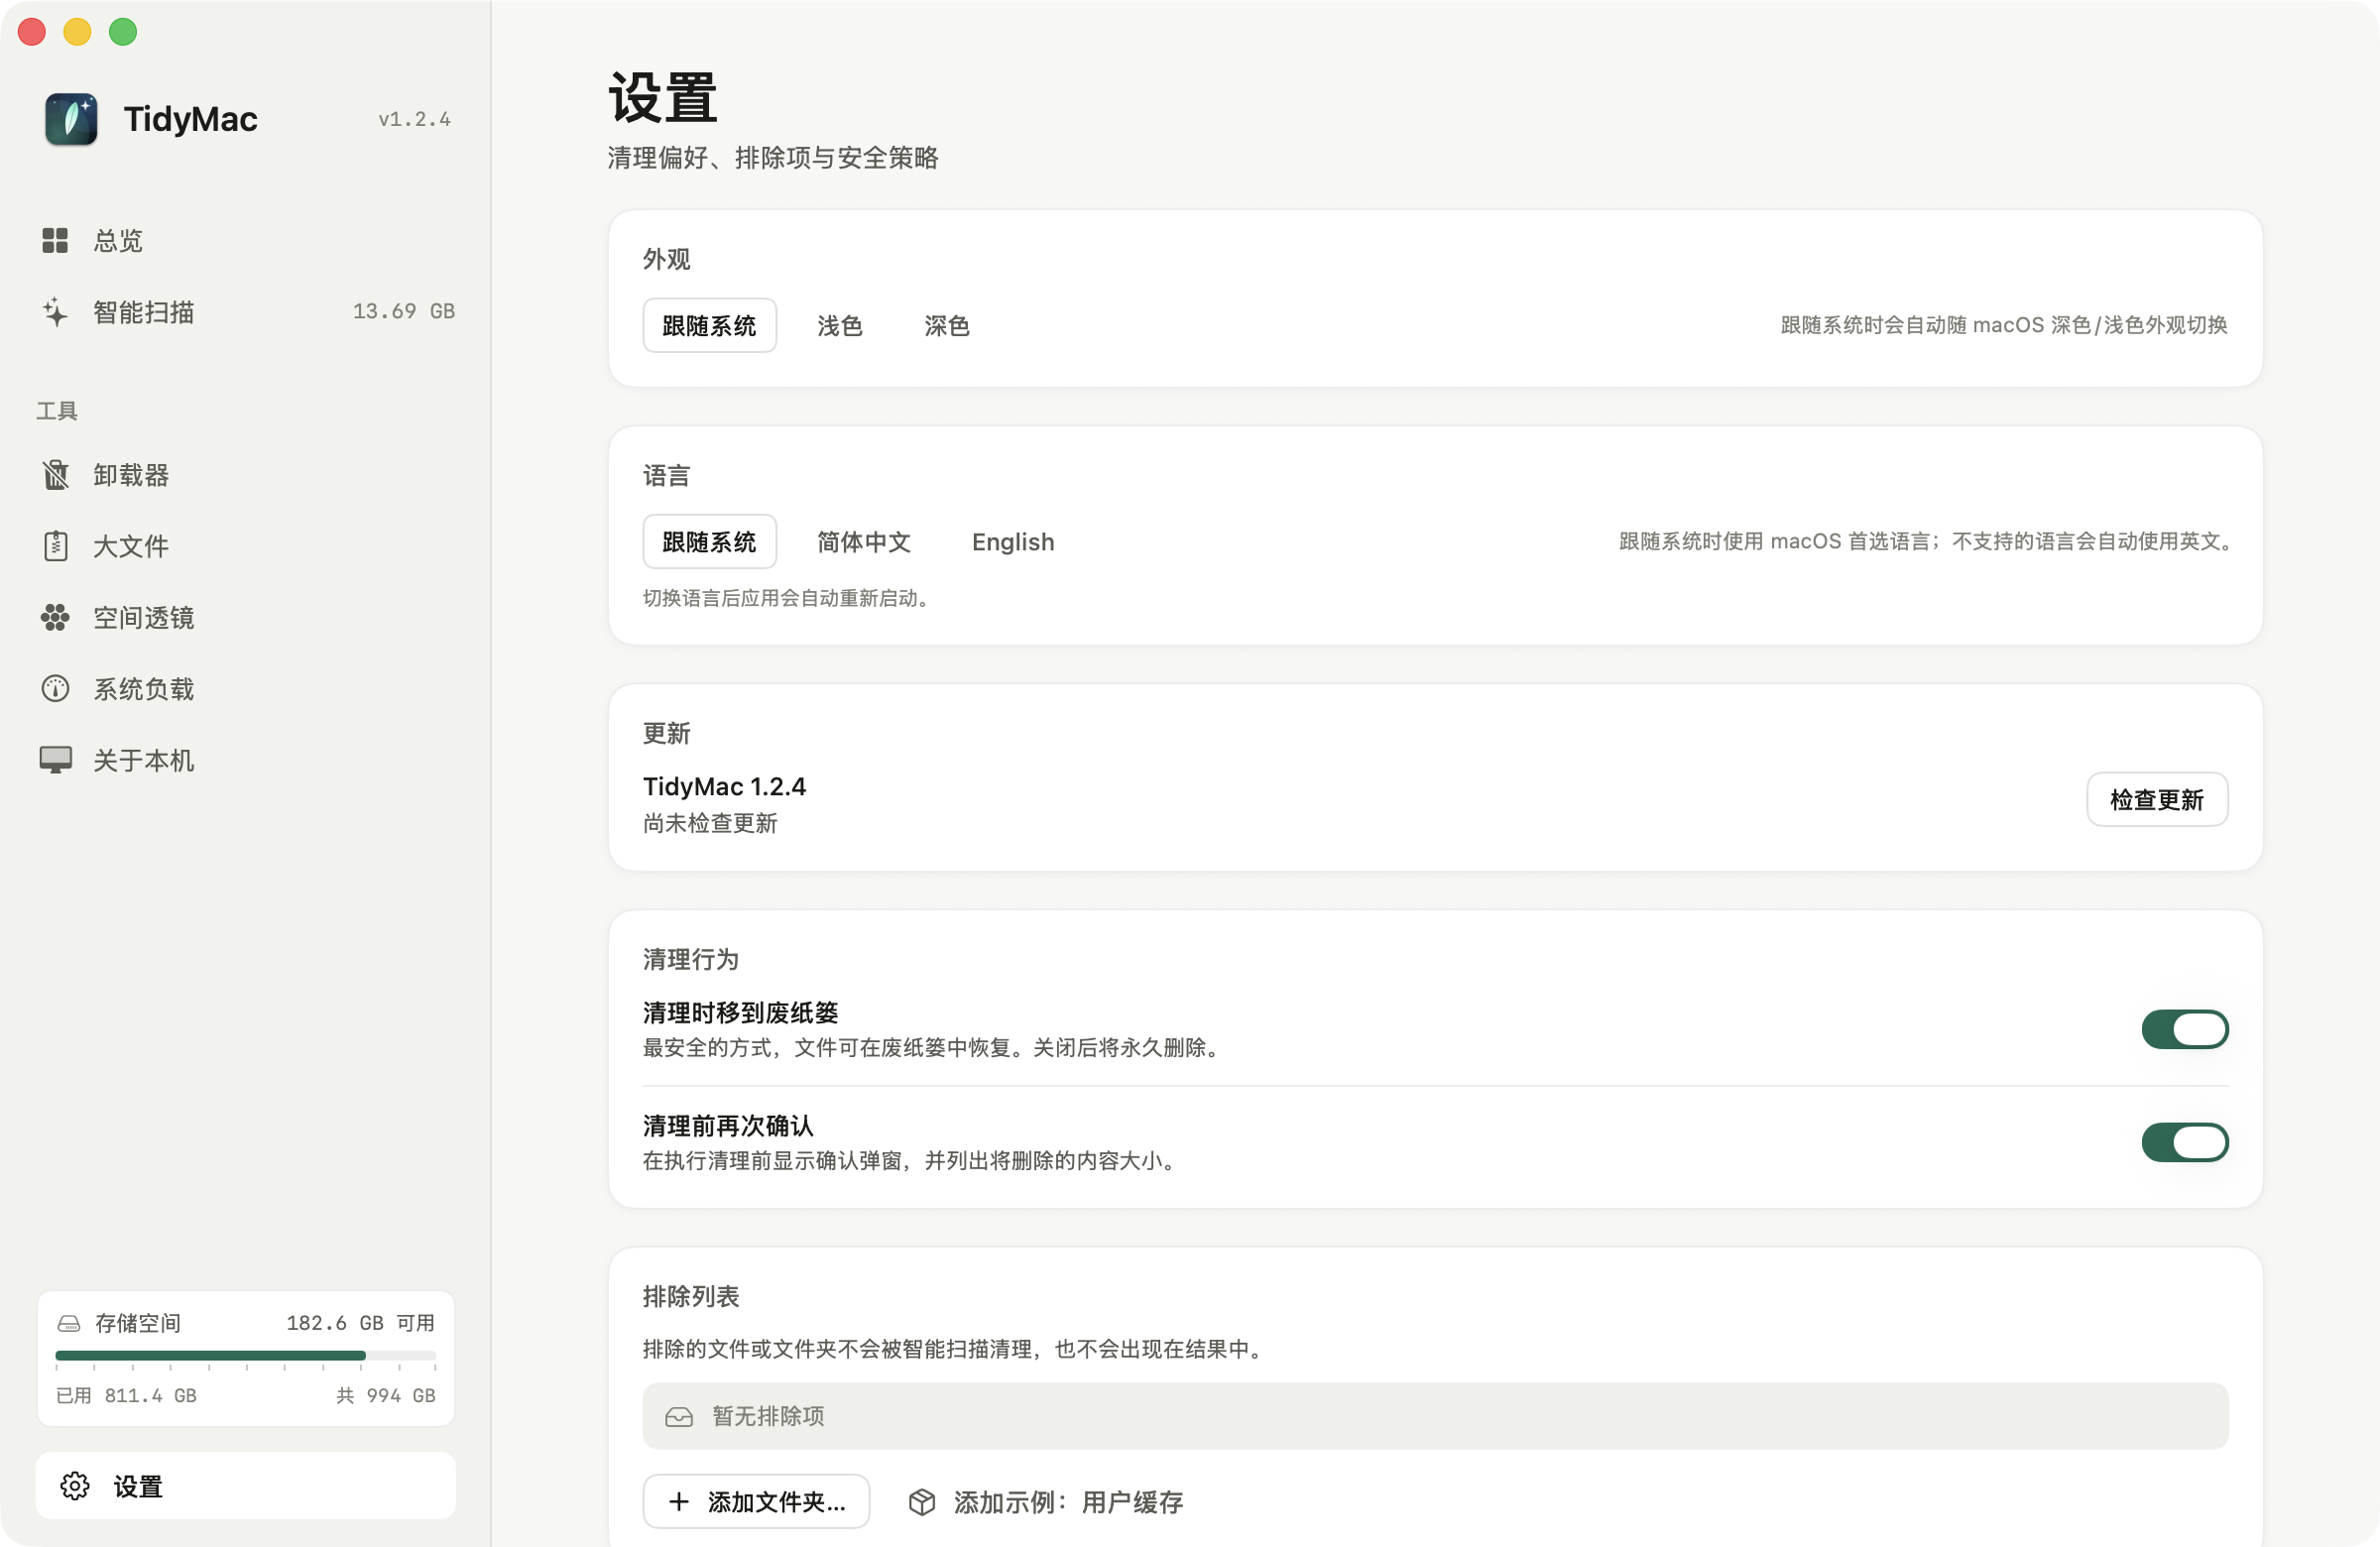 TidyMac
v1.2.4
总览
智能扫描
13.69 GB
工具
卸载器
大文件
空间透镜
系统负载
关于本机
存储空间
182.6 GB 可用
已用 811.4 GB
共 994 GB
设置
设置
清理偏好、排除项与安全策略
外观
跟随系统
浅色
深色
跟随系统时会自动随 macOS 深色/浅色外观切换
语言
跟随系统
简体中文
English
跟随系统时使用 macOS 首选语言；不支持的语言会自动使用英文。
切换语言后应用会自动重新启动。
更新
TidyMac 1.2.4
尚未检查更新
检查更新
清理行为
清理时移到废纸篓
最安全的方式，文件可在废纸篓中恢复。关闭后将永久删除。
清理前再次确认
在执行清理前显示确认弹窗，并列出将删除的内容大小。
排除列表
排除的文件或文件夹不会被智能扫描清理，也不会出现在结果中。
暂无排除项
添加文件夹...
添加示例：用户缓存